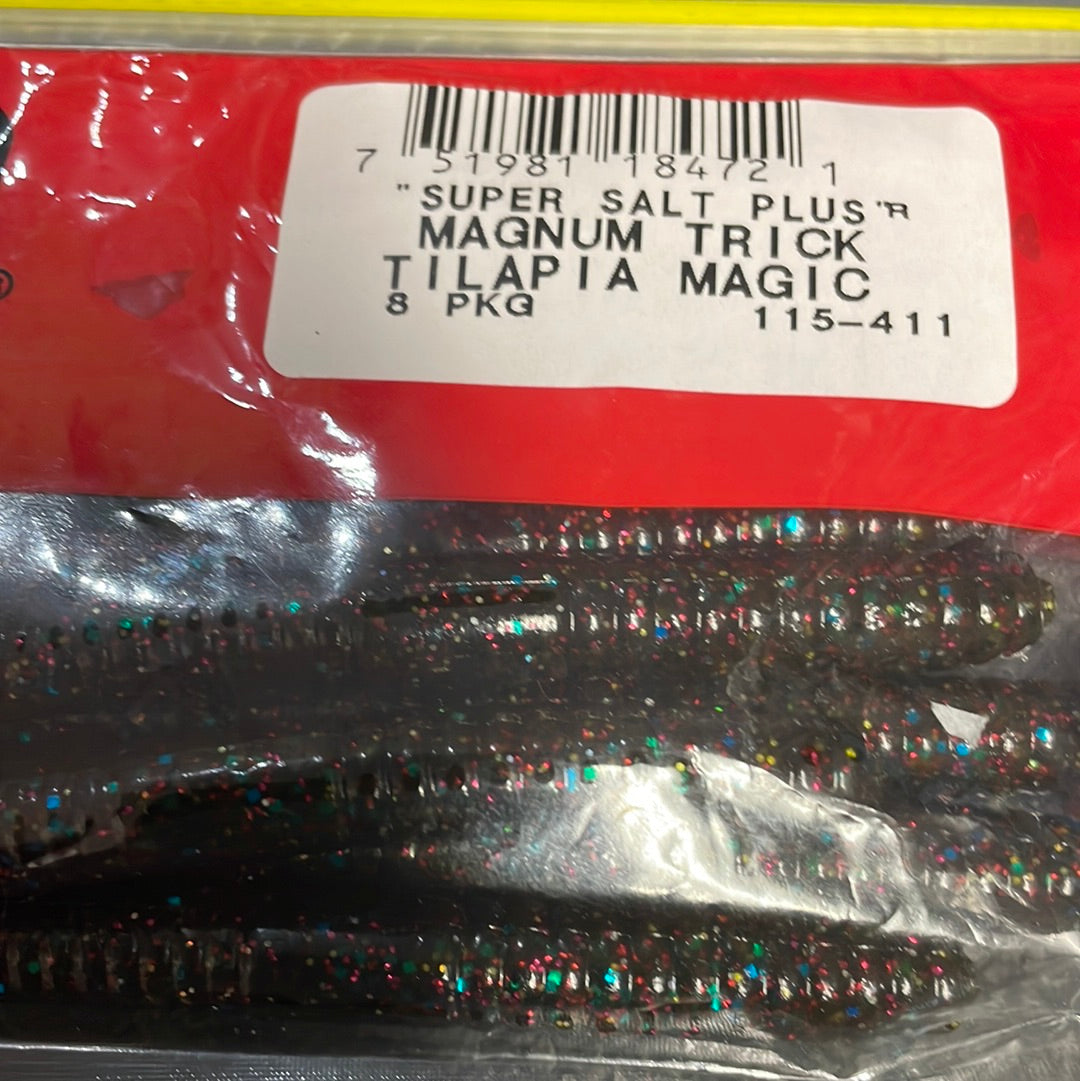 7 51981 18472 1
"SUPER SALT PLUS"R
MAGNUM TRICK
TILAPIA MAGIC
8 PKG 115-411